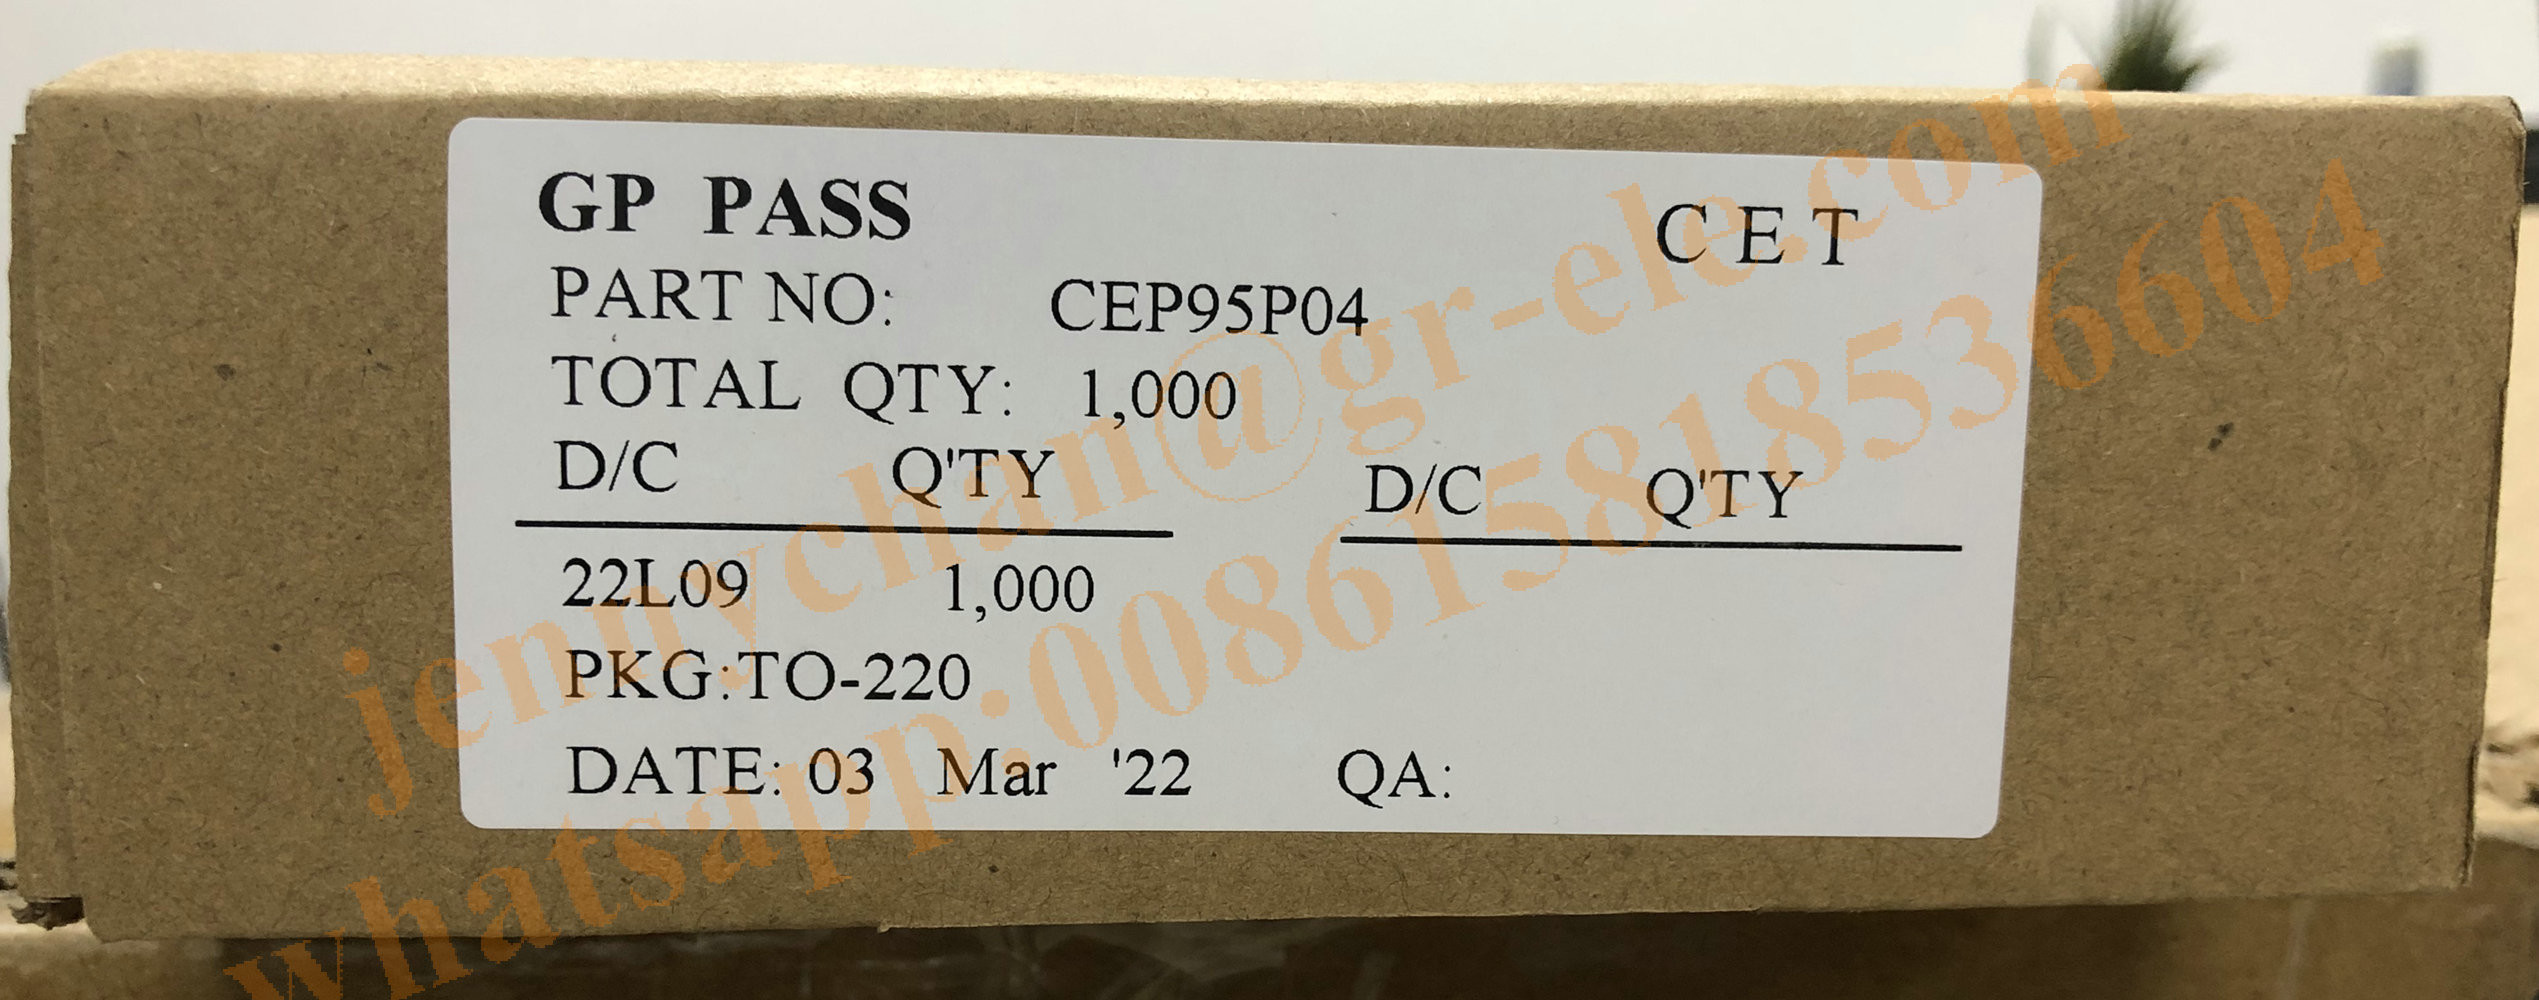 GP PASS
CET
PART NO: CEP95P04
TOTAL QTY: 1,000
D/C Q'TY D/C Q'TY
22L09 1,000
PKG:TO-220
DATE: 03 Mar '22 QA:
jennychan@gr-ele.com
whatsapp:008615818536604